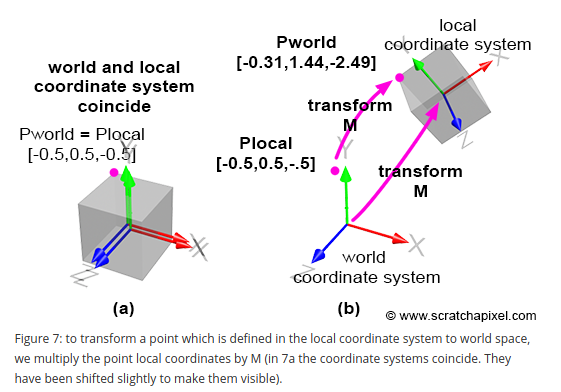 world and local
coordinate system
coincide
Pworld = Plocal
[-0.5,0.5,-0.5]
Y
X
Z
(a)
Pworld
[-0.31,1.44,-2.49]
local
coordinate system
Y
X
Z
transform
M
Plocal
[-0.5,0.5,-.5]
Y
transform
M
X
Z
world
coordinate system
(b)
© www.scratchapixel.com
Figure 7: to transform a point which is defined in the local coordinate system to world space,
we multiply the point local coordinates by M (in 7a the coordinate systems coincide. They
have been shifted slightly to make them visible).